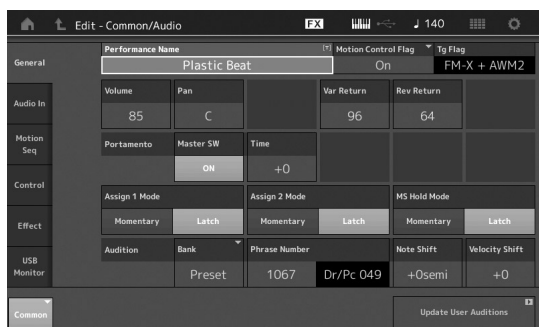 Edit - Common/Audio
FX
140
General
Performance Name
Plastic Beat
Motion Control Flag
On
Tg Flag
FM-X + AWM2
Audio In
Volume
85
Pan
C
Var Return
96
Rev Return
64
Motion
Seq
Portamento
Master SW
ON
Time
+0
Control
Assign 1 Mode
Momentary
Latch
Assign 2 Mode
Momentary
Latch
MS Hold Mode
Momentary
Latch
Effect
USB
Monitor
Audition
Bank
Preset
Phrase Number
1067
Dr/Pc 049
Note Shift
+0semi
Velocity Shift
+0
Common
Update User Auditions